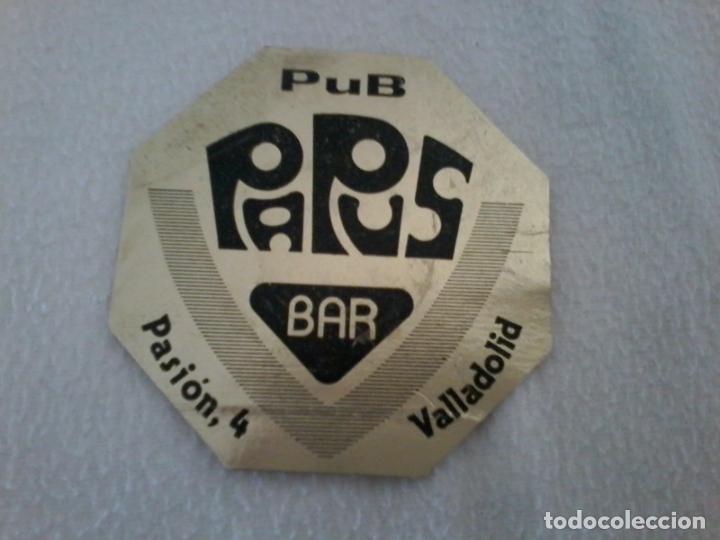 PuB
PAPUS
BAR
Pasión, 4
Valladolid
todocoleccion